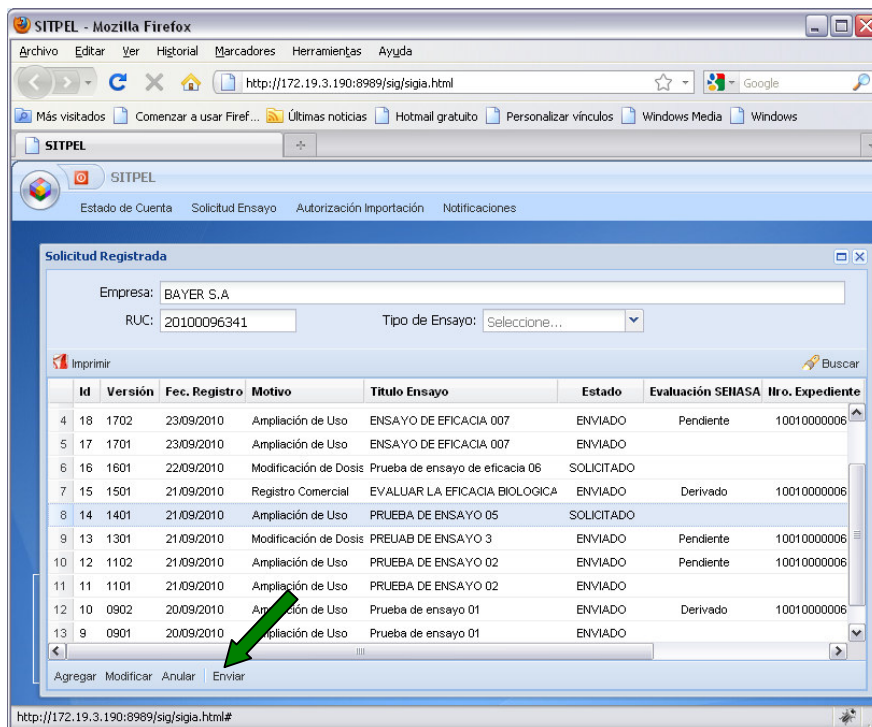 SITPEL - Mozilla Firefox
Archivo Editar Ver Historial Marcadores Herramientas Ayuda
http://172.19.3.190:8989/sig/sigia.html Google
Más visitados Comenzar a usar Firef... Últimas noticias Hotmail gratuito Personalizar vínculos Windows Media Windows
SITPEL
SITPEL
Estado de Cuenta Solicitud Ensayo Autorización Importación Notificaciones
Solicitud Registrada
Empresa: BAYER S.A
RUC: 20100096341 Tipo de Ensayo: Seleccione...
Imprimir Buscar
Id Versión Fec. Registro Motivo Titulo Ensayo Estado Evaluación SENASA Nro. Expediente
4 18 1702 23/09/2010 Ampliación de Uso ENSAYO DE EFICACIA 007 ENVIADO Pendiente 10010000006
5 17 1701 23/09/2010 Ampliación de Uso ENSAYO DE EFICACIA 007 ENVIADO
6 16 1601 22/09/2010 Modificación de Dosis Prueba de ensayo de eficacia 06 SOLICITADO
7 15 1501 21/09/2010 Registro Comercial EVALUAR LA EFICACIA BIOLOGICA ENVIADO Derivado 10010000006
8 14 1401 21/09/2010 Ampliación de Uso PRUEBA DE ENSAYO 05 SOLICITADO
9 13 1301 21/09/2010 Modificación de Dosis PREUAB DE ENSAYO 3 ENVIADO Pendiente 10010000006
10 12 1102 21/09/2010 Ampliación de Uso PRUEBA DE ENSAYO 02 ENVIADO Pendiente 10010000006
11 11 1101 21/09/2010 Ampliación de Uso PRUEBA DE ENSAYO 02 ENVIADO
12 10 0902 20/09/2010 Ampliación de Uso Prueba de ensayo 01 ENVIADO Derivado 10010000006
13 9 0901 20/09/2010 Ampliación de Uso Prueba de ensayo 01 ENVIADO
Agregar Modificar Anular Enviar
http://172.19.3.190:8989/sig/sigia.html#